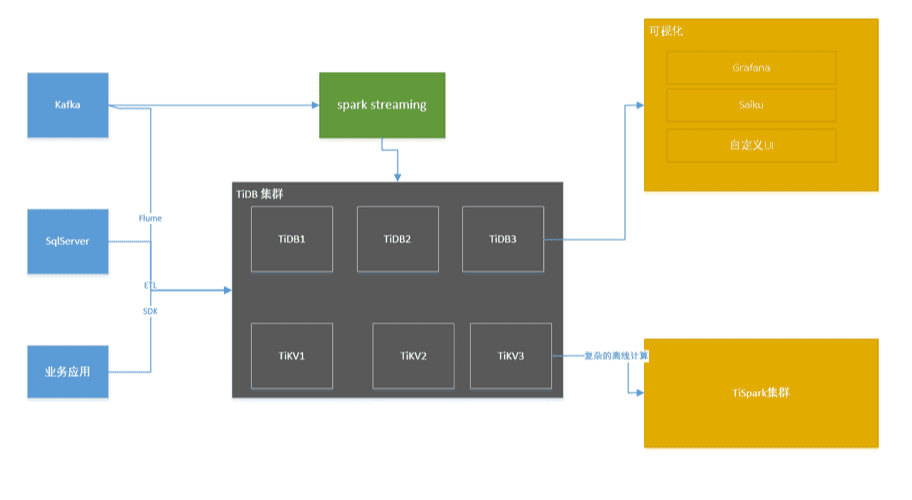 可视化
Grafana
Saiku
自定义UI
Kafka
spark streaming
TiDB 集群
TiDB1
TiDB2
TiDB3
Flume
SqlServer
ETL
SDK
TiKV1
TiKV2
TiKV3
复杂的离线计算
业务应用
TiSpark集群